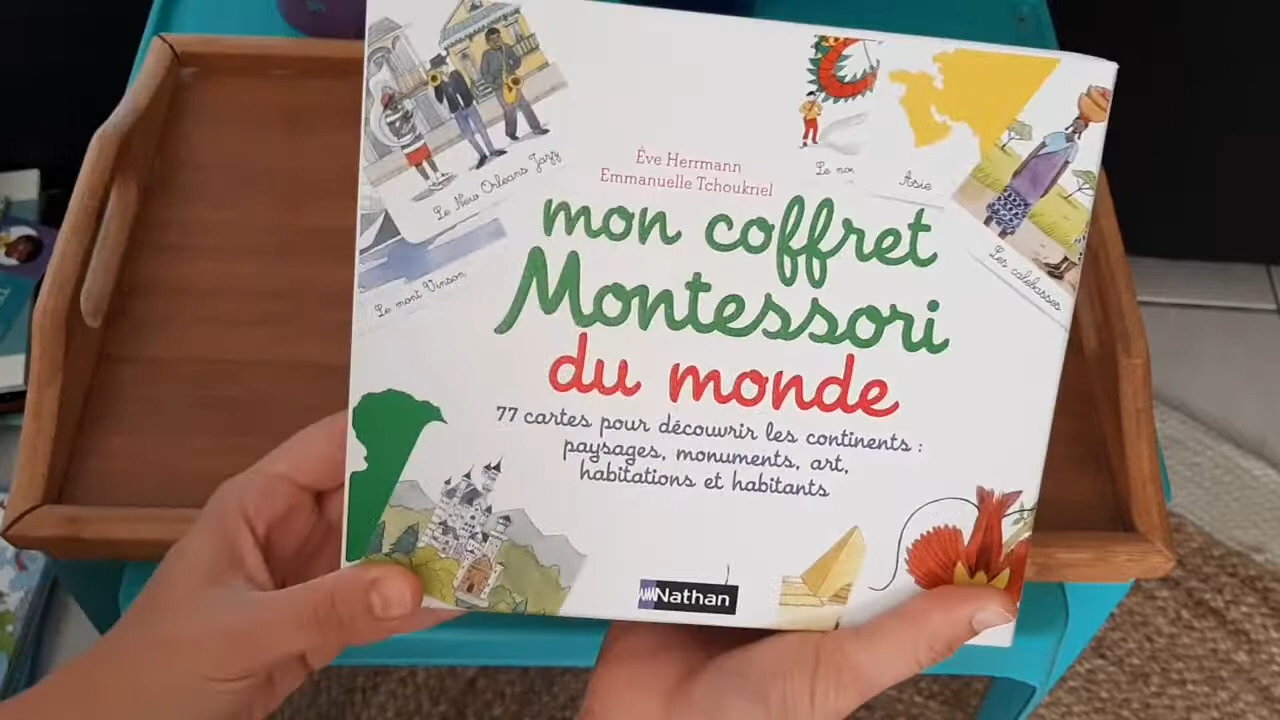 Ève Herrmann
Emmanuelle Tchoukriel
mon coffret
Montessori
du monde
77 cartes pour découvrir les continents :
paysages, monuments, art,
habitations et habitants
Nathan
Le New Orleans Jazz
Le mont Vinson
Le
Asie
Les calebasses